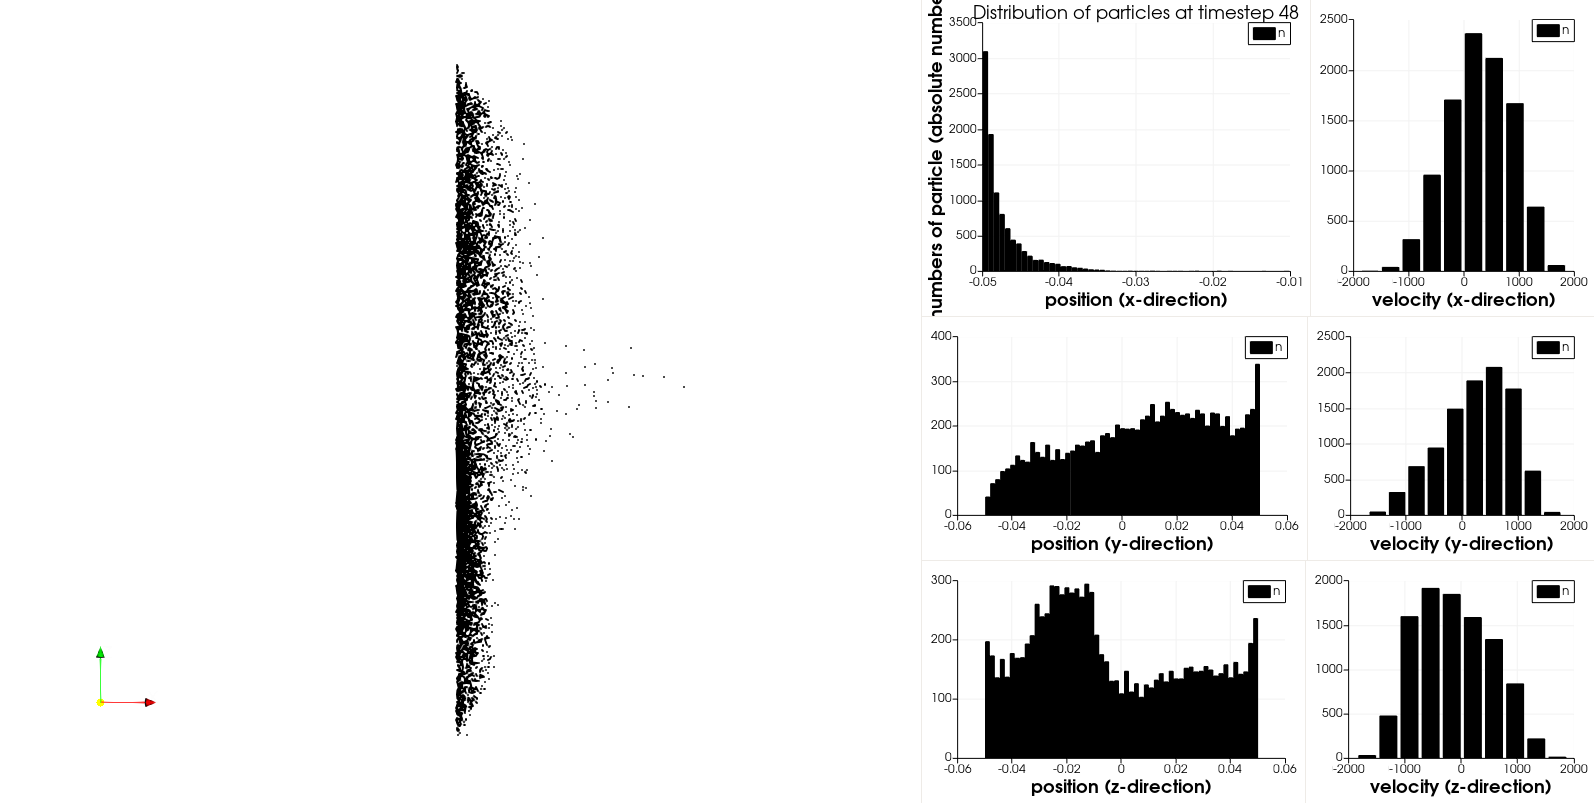 Distribution of particles at timestep 48
numbers of particle (absolute numbe
3500
3000
2500
2000
1500
1000
500
0
n
-0.05 -0.04 -0.03 -0.02 -0.01
position (x-direction)
2500
2000
1500
1000
500
0
n
-2000 -1000 0 1000 2000
velocity (x-direction)
400
300
200
100
0
n
-0.06 -0.04 -0.02 0 0.02 0.04 0.06
position (y-direction)
2500
2000
1500
1000
500
0
n
-2000 -1000 0 1000 2000
velocity (y-direction)
300
200
100
0
n
-0.06 -0.04 -0.02 0 0.02 0.04 0.06
position (z-direction)
2000
1500
1000
500
0
n
-2000 -1000 0 1000 2000
velocity (z-direction)